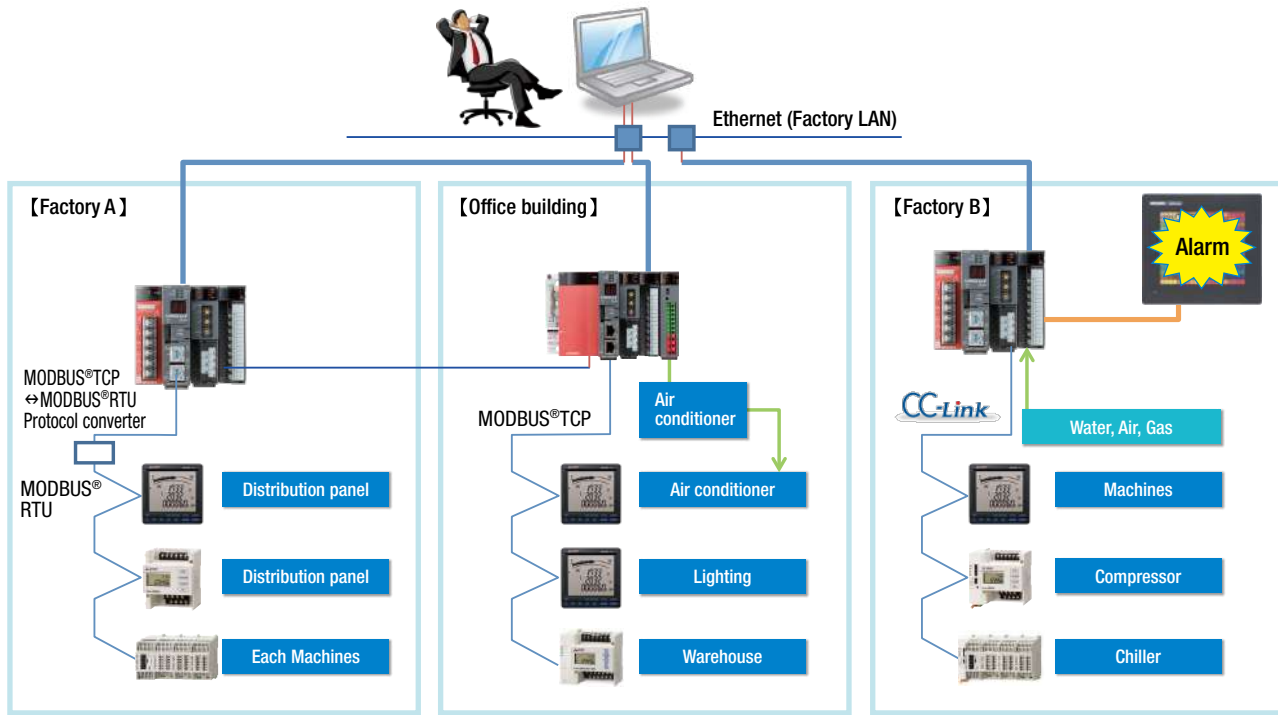 Ethernet (Factory LAN)
【Factory A】
MODBUS®TCP
↔MODBUS®RTU
Protocol converter
MODBUS®
RTU
Distribution panel
Distribution panel
Each Machines
【Office building】
MODBUS®TCP
Air
conditioner
Air conditioner
Lighting
Warehouse
【Factory B】
Alarm
CC-Link
Water, Air, Gas
Machines
Compressor
Chiller